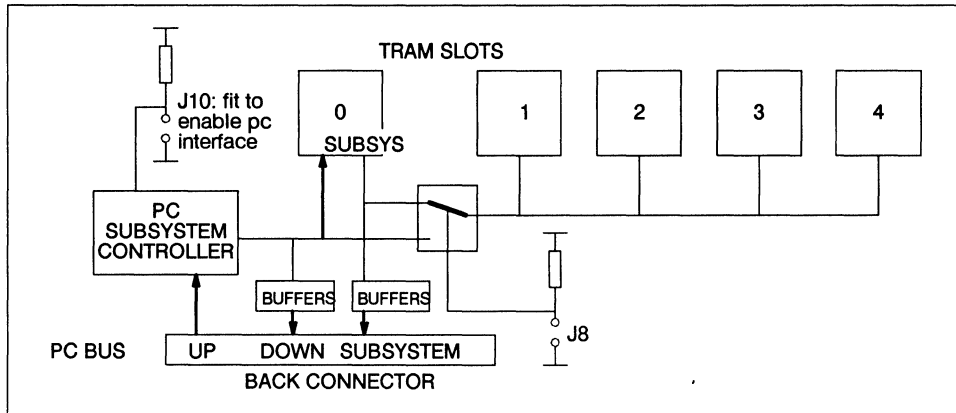 TRAM SLOTS
J10: fit to
enable pc
interface
0
SUBSYS
1
2
3
4
PC
SUBSYSTEM
CONTROLLER
BUFFERS
BUFFERS
J8
PC BUS
UP DOWN SUBSYSTEM
BACK CONNECTOR